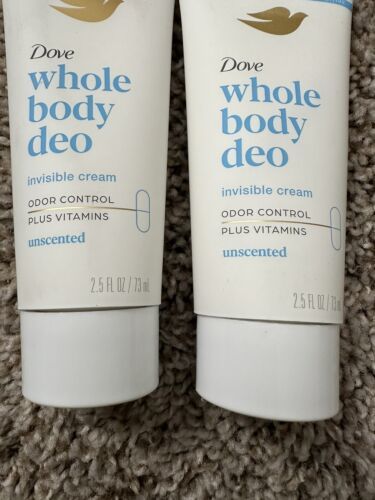 Dove
whole
body
deo
invisible cream
ODOR CONTROL
PLUS VITAMINS
unscented
2.5 FL OZ / 73 mL
Dove
whole
body
deo
invisible cream
ODOR CONTROL
PLUS VITAMINS
unscented
2.5 FL OZ / 73 mL